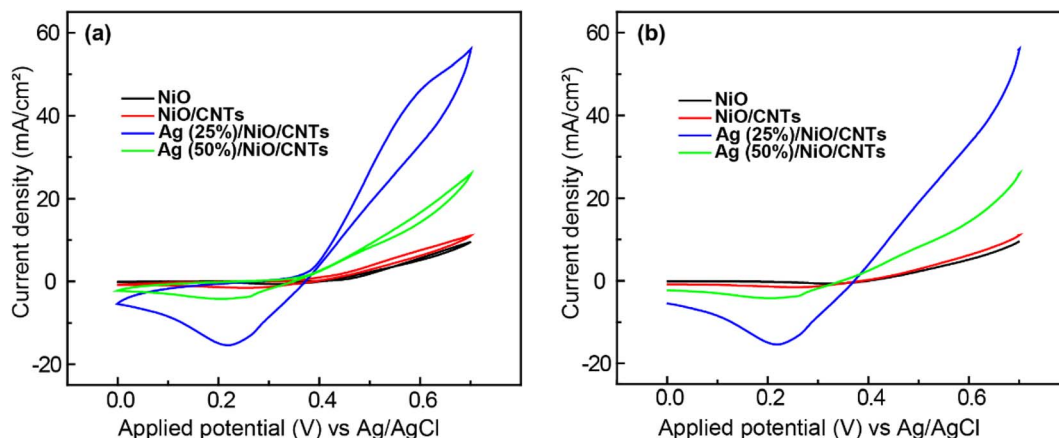 (a)
60
40
20
0
-20
Current density (mA/cm²)
NiO
NiO/CNTs
Ag (25%)/NiO/CNTs
Ag (50%)/NiO/CNTs
0.0 0.2 0.4 0.6
Applied potential (V) vs Ag/AgCl
(b)
60
40
20
0
-20
Current density (mA/cm²)
NiO
NiO/CNTs
Ag (25%)/NiO/CNTs
Ag (50%)/NiO/CNTs
0.0 0.2 0.4 0.6
Applied potential (V) vs Ag/AgCl